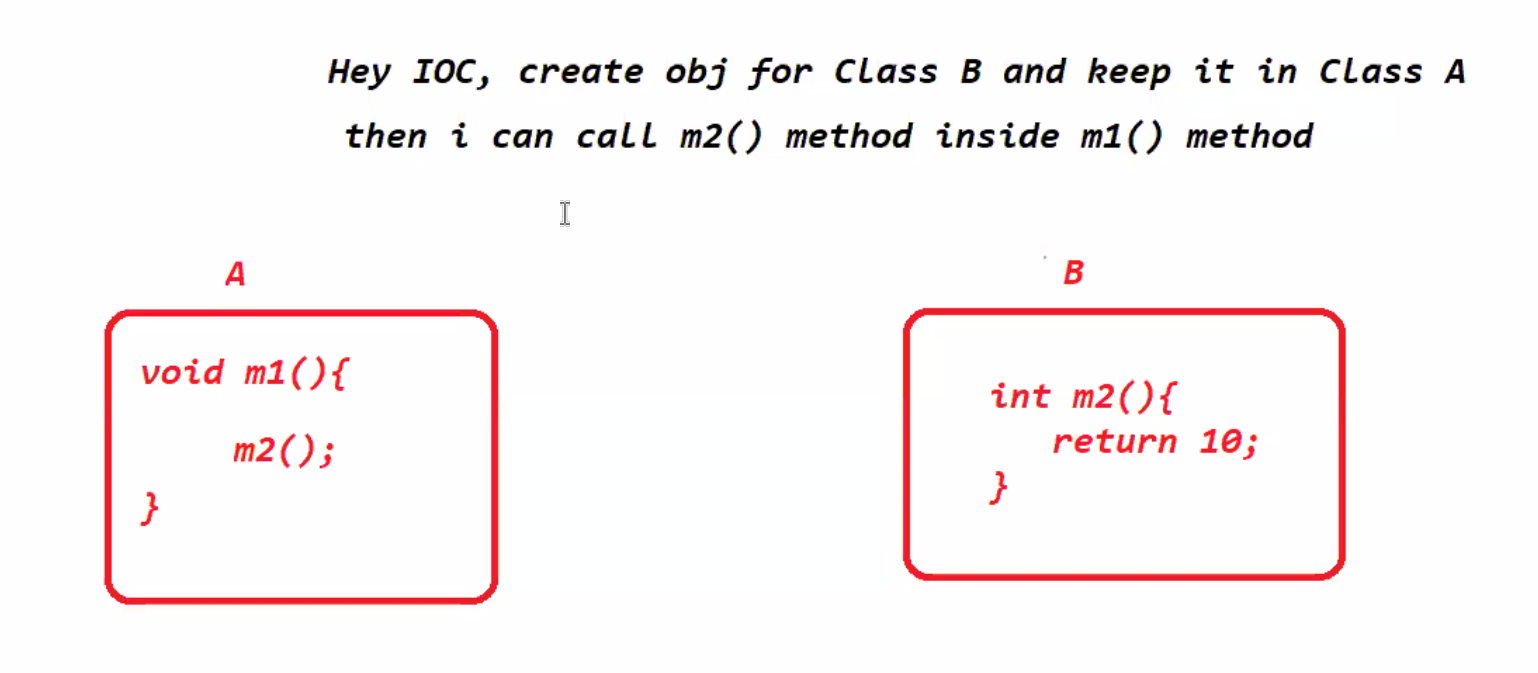 Hey IOC, create obj for Class B and keep it in Class A
then i can call m2() method inside m1() method
A
void m1(){
m2();
}
B
int m2(){
return 10;
}